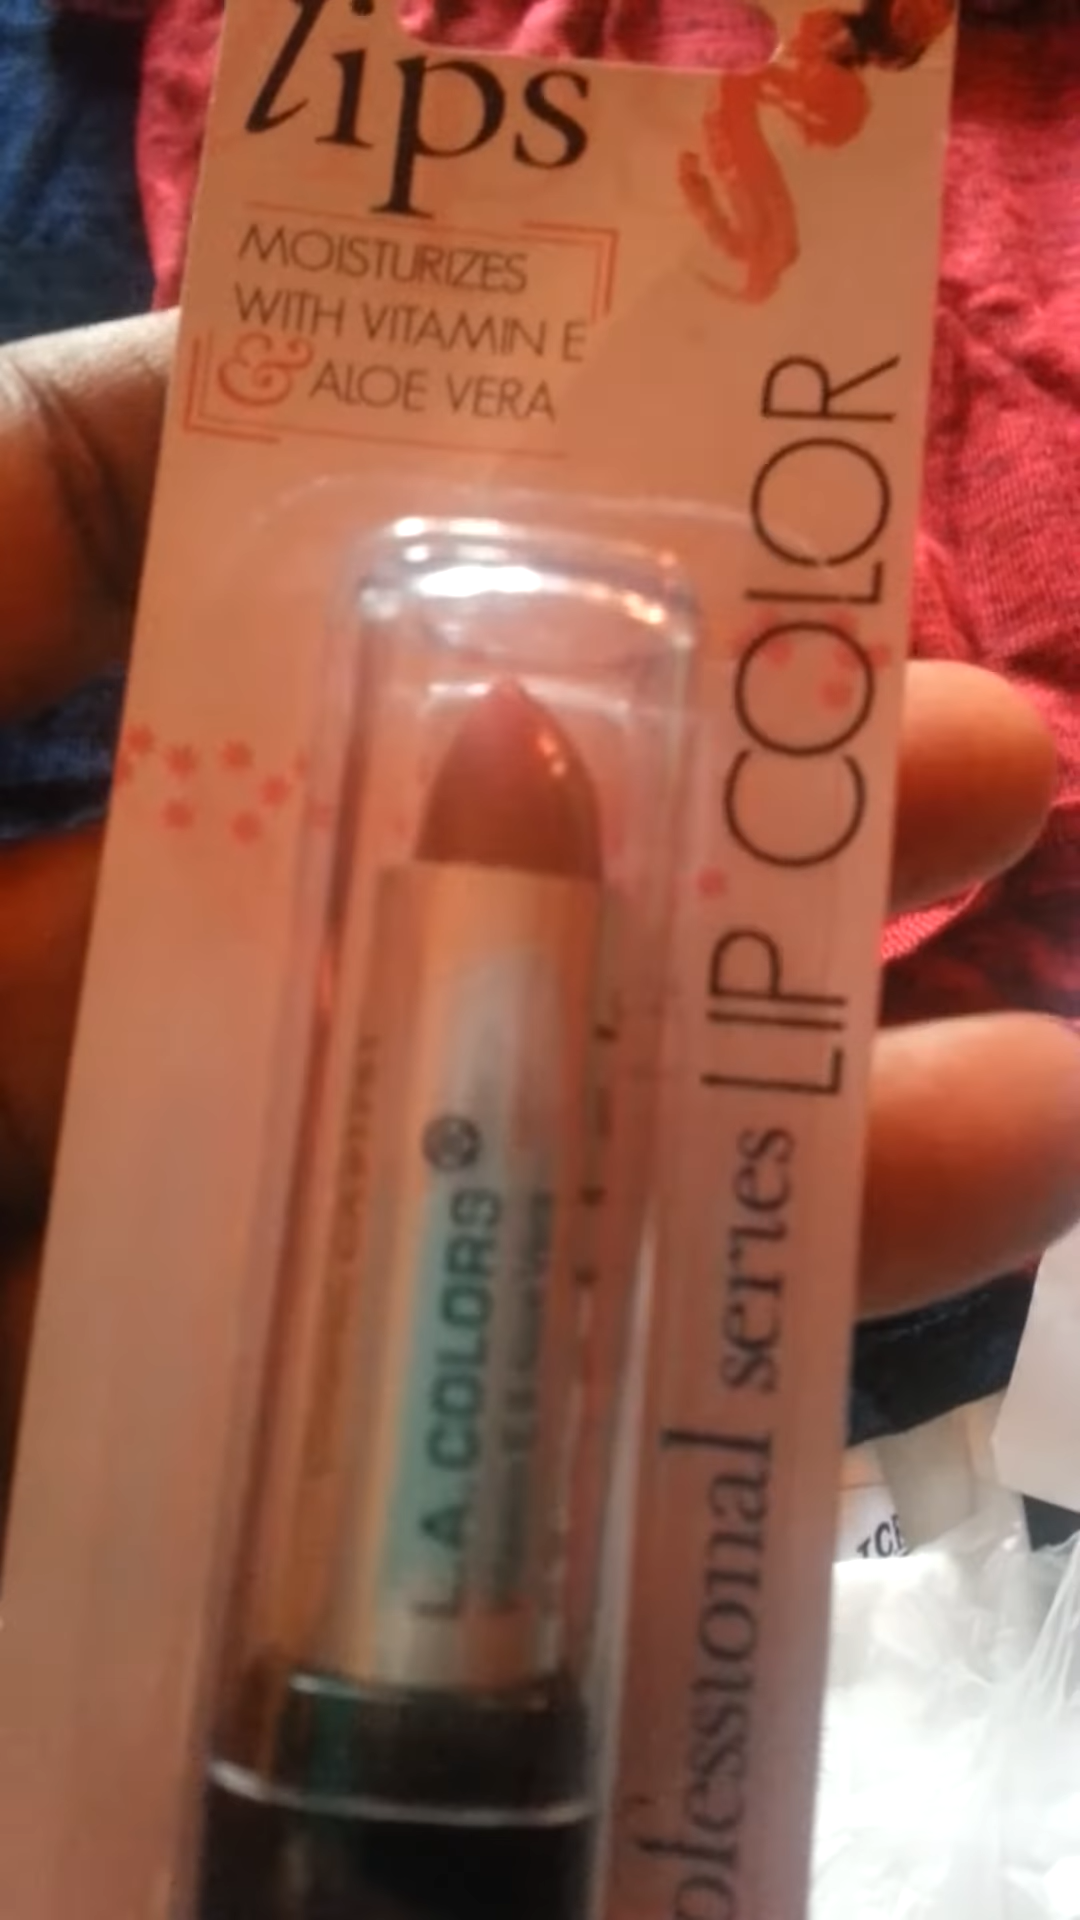 lips
MOISTURIZES
WITH VITAMIN E
& ALOE VERA
professional series LIP COLOR
L.A. COLORS®